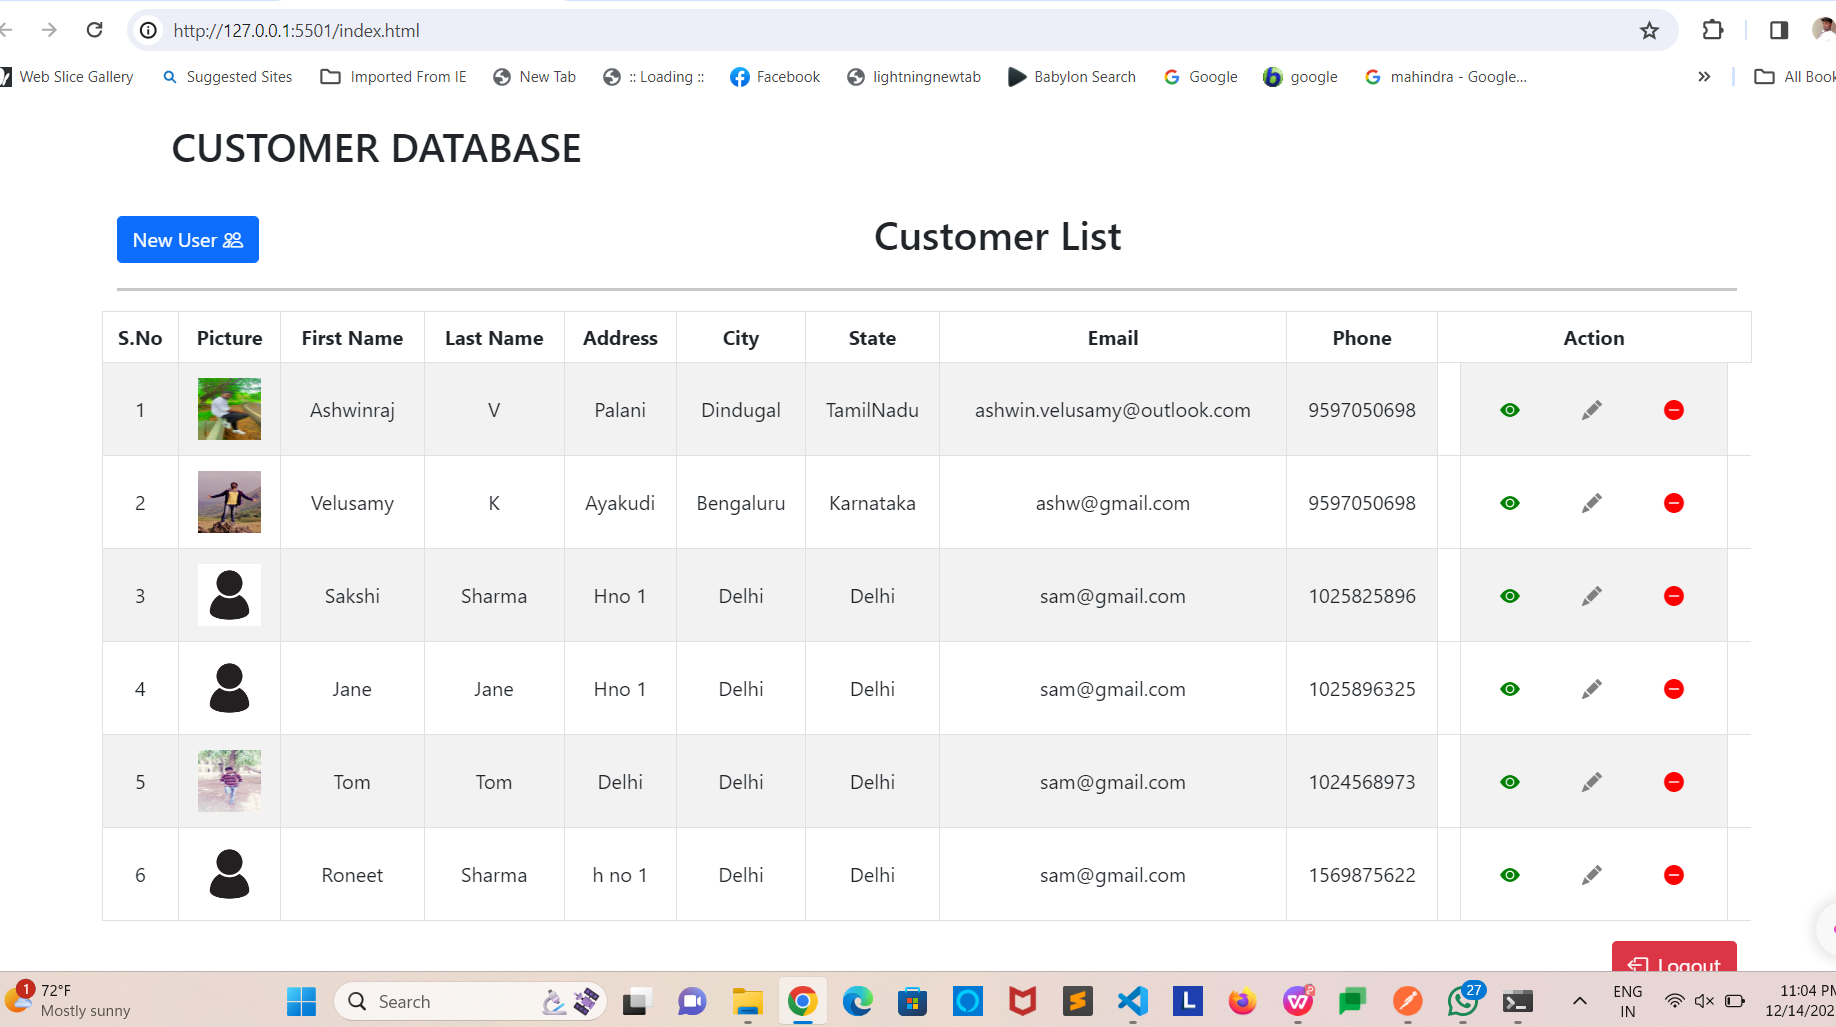 http://127.0.0.1:5501/index.html
Web Slice Gallery Suggested Sites Imported From IE New Tab :: Loading :: Facebook lightningnewtab Babylon Search Google google mahindra - Google... » All Book
CUSTOMER DATABASE
New User
Customer List
S.No Picture First Name Last Name Address City State Email Phone Action
1 Ashwinraj V Palani Dindugal TamilNadu ashwin.velusamy@outlook.com 9597050698
2 Velusamy K Ayakudi Bengaluru Karnataka ashw@gmail.com 9597050698
3 Sakshi Sharma Hno 1 Delhi Delhi sam@gmail.com 1025825896
4 Jane Jane Hno 1 Delhi Delhi sam@gmail.com 1025896325
5 Tom Tom Delhi Delhi Delhi sam@gmail.com 1024568973
6 Roneet Sharma h no 1 Delhi Delhi sam@gmail.com 1569875622
Logout
1 72°F
Mostly sunny
Search
L
27
ENG
IN
11:04 PM
12/14/202